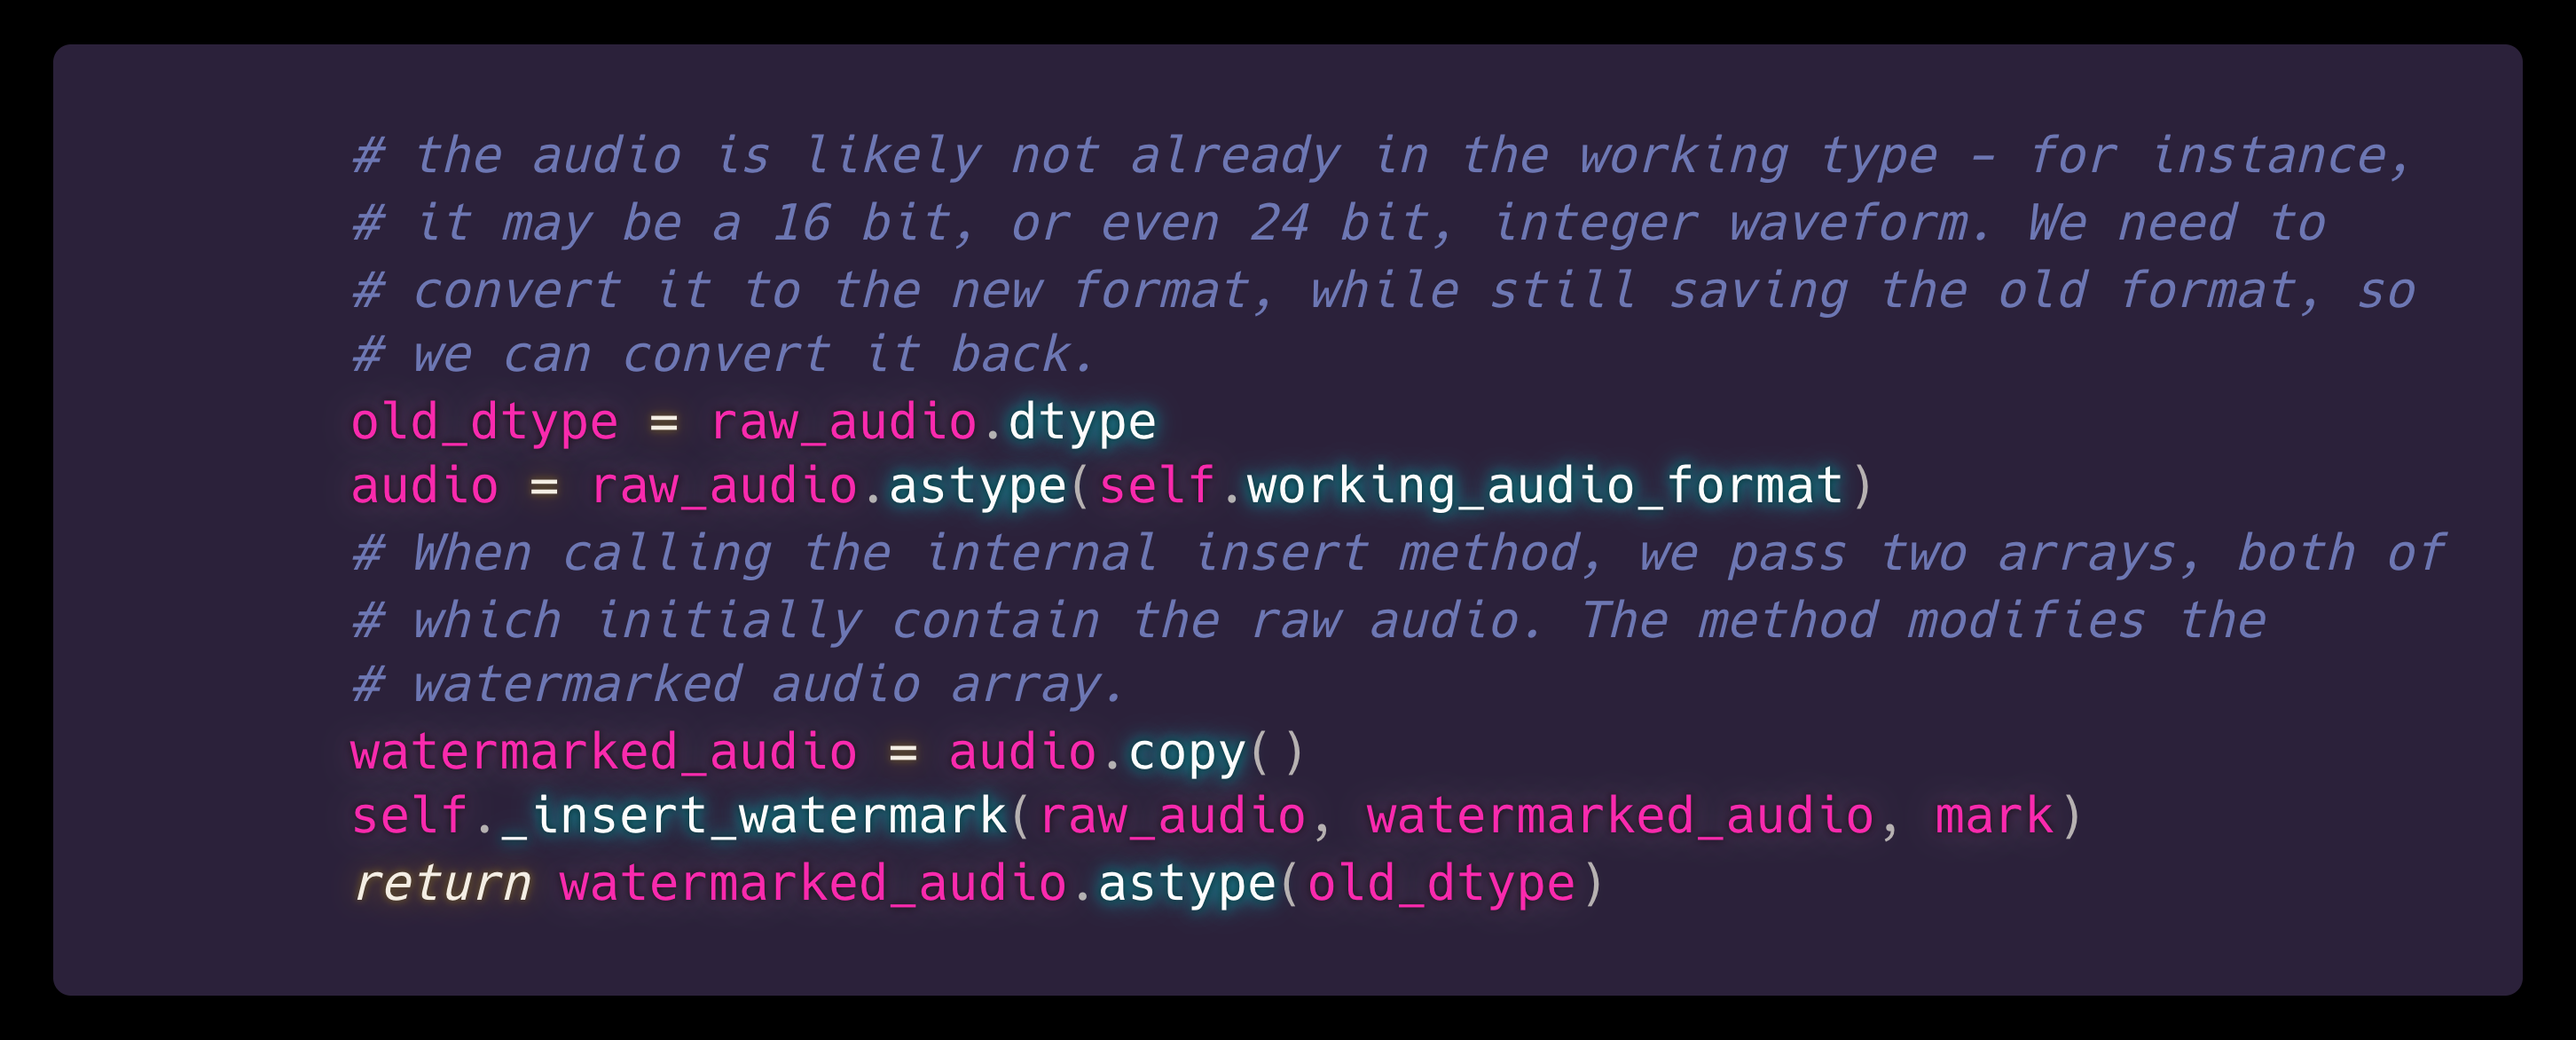 # the audio is likely not already in the working type – for instance,
# it may be a 16 bit, or even 24 bit, integer waveform. We need to
# convert it to the new format, while still saving the old format, so
# we can convert it back.
old_dtype = raw_audio.dtype
audio = raw_audio.astype(self.working_audio_format)
# When calling the internal insert method, we pass two arrays, both of
# which initially contain the raw audio. The method modifies the
# watermarked audio array.
watermarked_audio = audio.copy()
self._insert_watermark(raw_audio, watermarked_audio, mark)
return watermarked_audio.astype(old_dtype)